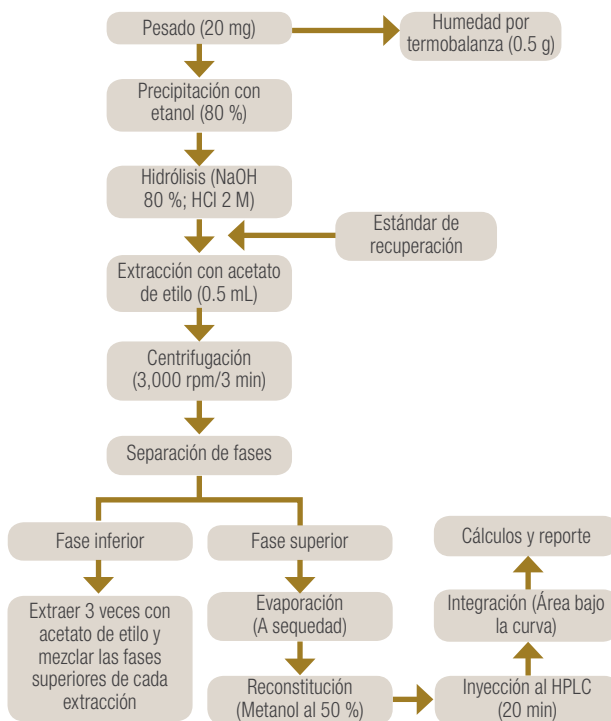 Pesado (20 mg)
Humedad por
termobalanza (0.5 g)
Precipitación con
etanol (80 %)
Hidrólisis (NaOH
80 %; HCl 2 M)
Estándar de
recuperación
Extracción con acetato
de etilo (0.5 mL)
Centrifugación
(3,000 rpm/3 min)
Separación de fases
Fase inferior
Extraer 3 veces con
acetato de etilo y
mezclar las fases
superiores de cada
extracción
Fase superior
Evaporación
(A sequedad)
Reconstitución
(Metanol al 50 %)
Inyección al HPLC
(20 min)
Integración (Área bajo
la curva)
Cálculos y reporte